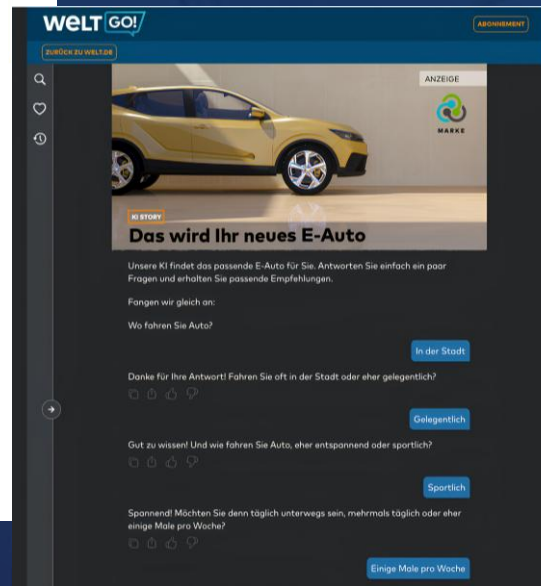 WELT GO!
ABONNEMENT
ZURÜCK ZU WELT.DE
ANZEIGE
MARKE
KI STORY
Das wird Ihr neues E-Auto
Unsere KI findet das passende E-Auto für Sie. Antworten Sie einfach ein paar
Fragen und erhalten Sie passende Empfehlungen.
Fangen wir gleich an:
Wo fahren Sie Auto?
In der Stadt
Danke für Ihre Antwort! Fahren Sie oft in der Stadt oder eher gelegentlich?
Gelegentlich
Gut zu wissen! Und wie fahren Sie Auto, eher entspannend oder sportlich?
Sportlich
Spannend! Möchten Sie denn täglich unterwegs sein, mehrmals täglich oder eher
einige Male pro Woche?
Einige Male pro Woche